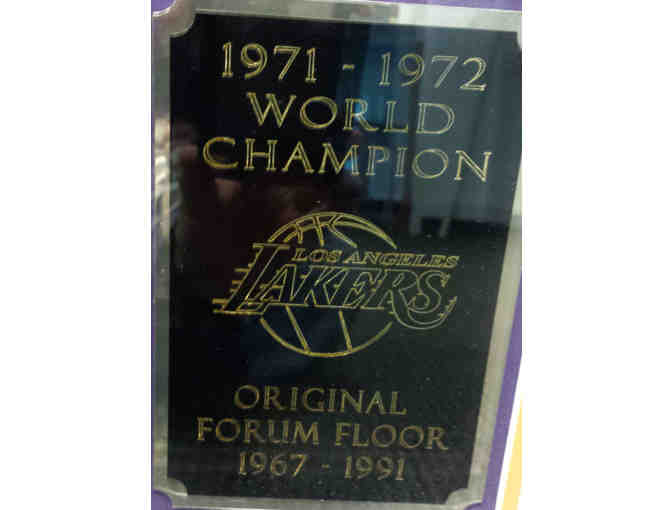 1971 - 1972
WORLD
CHAMPION
LOS ANGELES
LAKERS
ORIGINAL
FORUM FLOOR
1967 - 1991